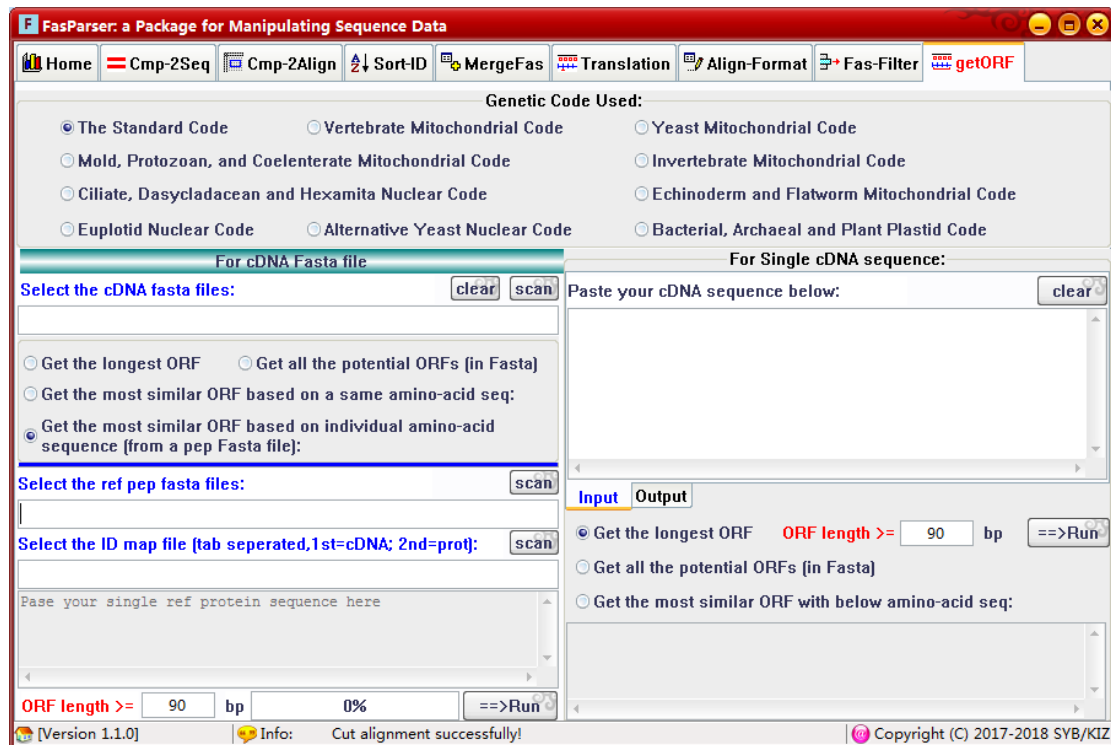 FasParser: a Package for Manipulating Sequence Data
Home Cmp-2Seq Cmp-2Align Sort-ID MergeFas Translation Align-Format Fas-Filter getORF
Genetic Code Used:
The Standard Code Vertebrate Mitochondrial Code Yeast Mitochondrial Code
Mold, Protozoan, and Coelenterate Mitochondrial Code Invertebrate Mitochondrial Code
Ciliate, Dasycladacean and Hexamita Nuclear Code Echinoderm and Flatworm Mitochondrial Code
Euplotid Nuclear Code Alternative Yeast Nuclear Code Bacterial, Archaeal and Plant Plastid Code
For cDNA Fasta file
Select the cDNA fasta files: clear scan
Get the longest ORF Get all the potential ORFs (in Fasta)
Get the most similar ORF based on a same amino-acid seq:
Get the most similar ORF based on individual amino-acid
sequence (from a pep Fasta file):
Select the ref pep fasta files: scan
Select the ID map file (tab seperated,1st=cDNA; 2nd=prot): scan
Pase your single ref protein sequence here
ORF length >= 90 bp 0% ==>Run
For Single cDNA sequence:
Paste your cDNA sequence below: clear
Input Output
Get the longest ORF ORF length >= 90 bp ==>Run
Get all the potential ORFs (in Fasta)
Get the most similar ORF with below amino-acid seq:
[Version 1.1.0] Info: Cut alignment successfully! Copyright (C) 2017-2018 SYB/KIZ